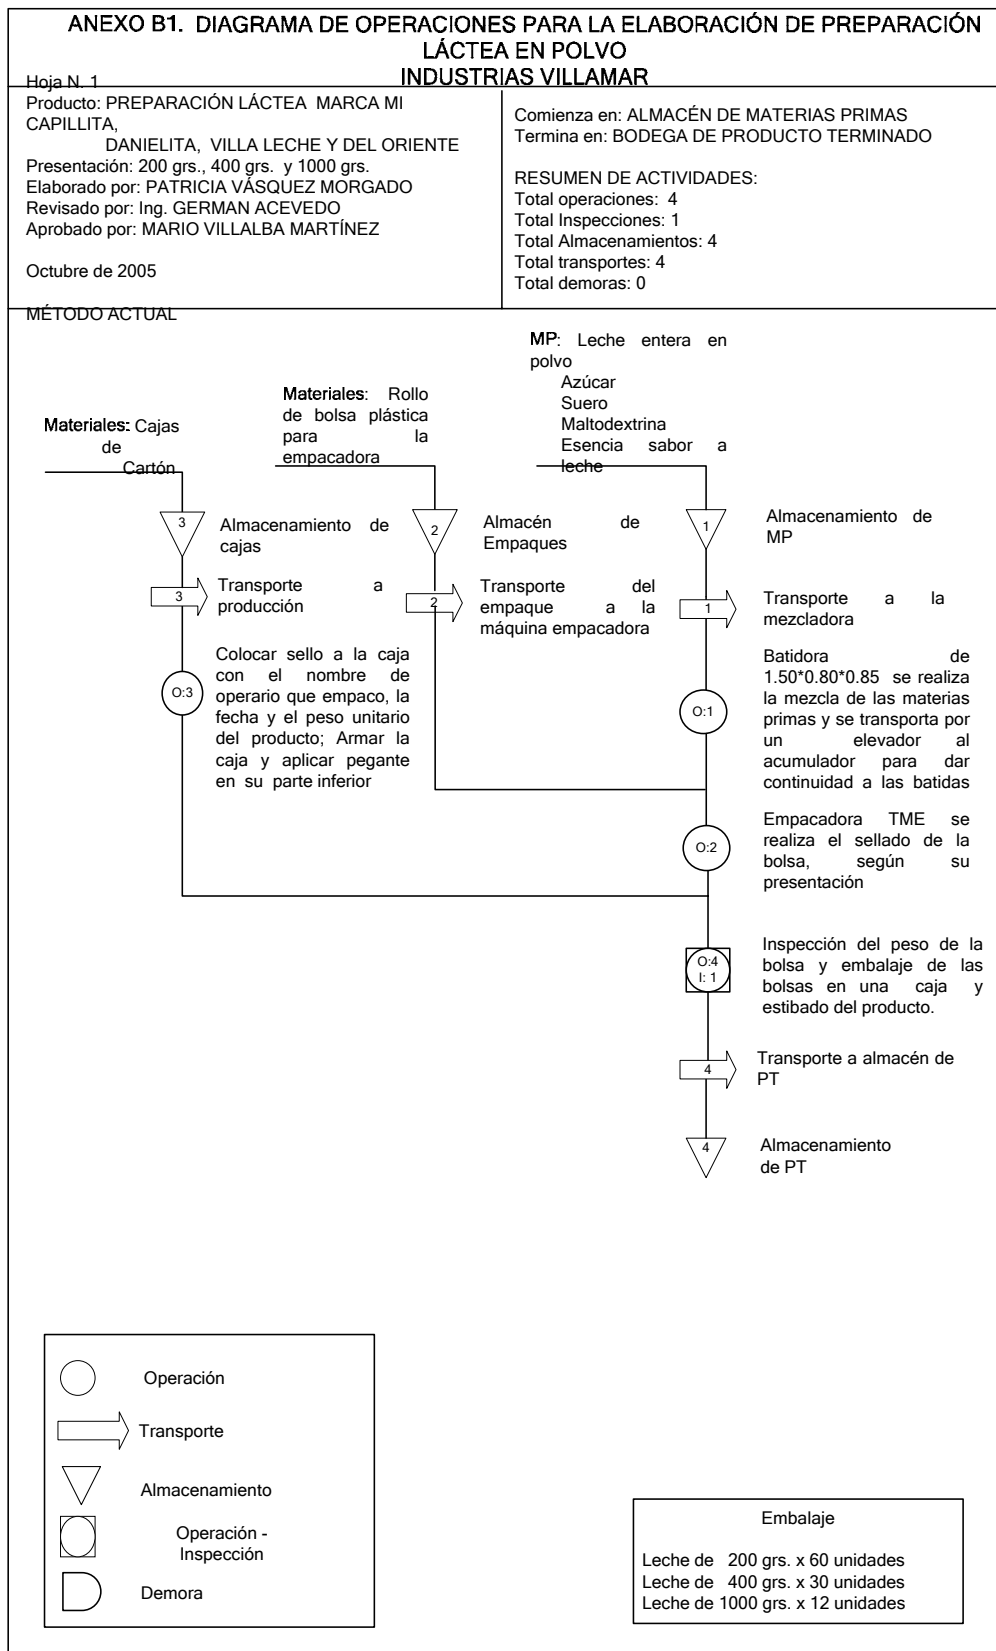 ANEXO B1. DIAGRAMA DE OPERACIONES PARA LA ELABORACIÓN DE PREPARACIÓN
LÁCTEA EN POLVO
INDUSTRIAS VILLAMAR
Hoja N. 1
Producto: PREPARACIÓN LÁCTEA MARCA MI
CAPILLITA,
DANIELITA, VILLA LECHE Y DEL ORIENTE
Presentación: 200 grs., 400 grs. y 1000 grs.
Elaborado por: PATRICIA VÁSQUEZ MORGADO
Revisado por: Ing. GERMAN ACEVEDO
Aprobado por: MARIO VILLALBA MARTÍNEZ
Octubre de 2005
Comienza en: ALMACÉN DE MATERIAS PRIMAS
Termina en: BODEGA DE PRODUCTO TERMINADO
RESUMEN DE ACTIVIDADES:
Total operaciones: 4
Total Inspecciones: 1
Total Almacenamientos: 4
Total transportes: 4
Total demoras: 0
MÉTODO ACTUAL
Materiales: Cajas
de
Cartón
Materiales: Rollo
de bolsa plástica
para la
empacadora
MP: Leche entera en
polvo
Azúcar
Suero
Maltodextrina
Esencia sabor a
leche
3
Almacenamiento de
cajas
2
Almacén de
Empaques
1
Almacenamiento de
MP
3
Transporte a
producción
2
Transporte del
empaque a la
máquina empacadora
1
Transporte a la
mezcladora
O:3
Colocar sello a la caja
con el nombre de
operario que empaco, la
fecha y el peso unitario
del producto; Armar la
caja y aplicar pegante
en su parte inferior
O:1
Batidora de
1.50*0.80*0.85 se realiza
la mezcla de las materias
primas y se transporta por
un elevador al
acumulador para dar
continuidad a las batidas
O:2
Empacadora TME se
realiza el sellado de la
bolsa, según su
presentación
O:4
I: 1
Inspección del peso de la
bolsa y embalaje de las
bolsas en una caja y
estibado del producto.
4
Transporte a almacén de
PT
4
Almacenamiento
de PT
Operación
Transporte
Almacenamiento
Operación -
Inspección
Demora
Embalaje
Leche de 200 grs. x 60 unidades
Leche de 400 grs. x 30 unidades
Leche de 1000 grs. x 12 unidades